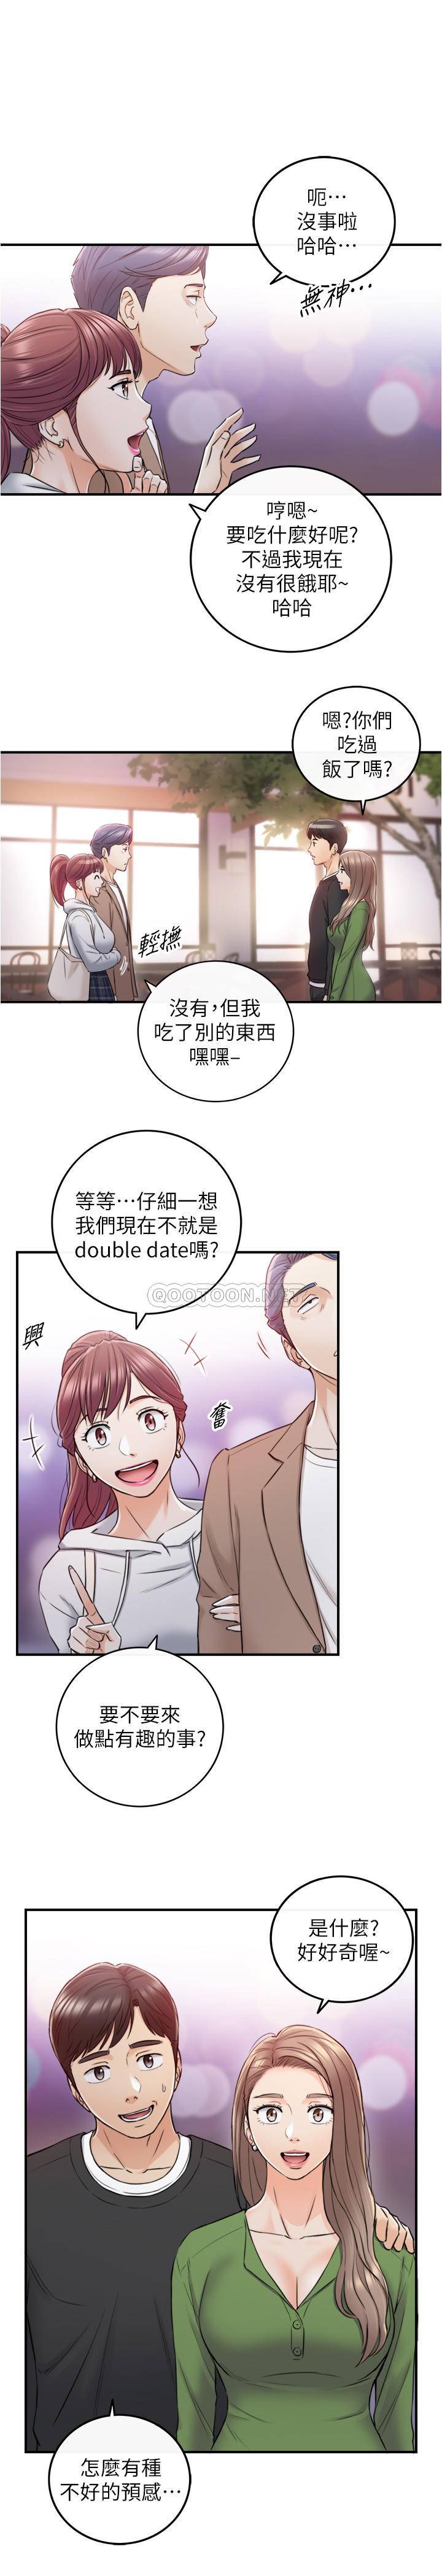 呃⋯
沒事啦
哈哈⋯
無神⋯
哼嗯~
要吃什麼好呢?
不過我現在
沒有很餓耶~
哈哈
嗯?你們
吃過
飯了嗎?
輕撫
沒有,但我
吃了別的東西
嘿嘿–
等等⋯仔細一想
我們現在不就是
double date嗎?
QOOTOON.NET
興
奮
要不要來
做點有趣的事?
是什麼?
好好奇喔~
怎麼有種
不好的預感⋯